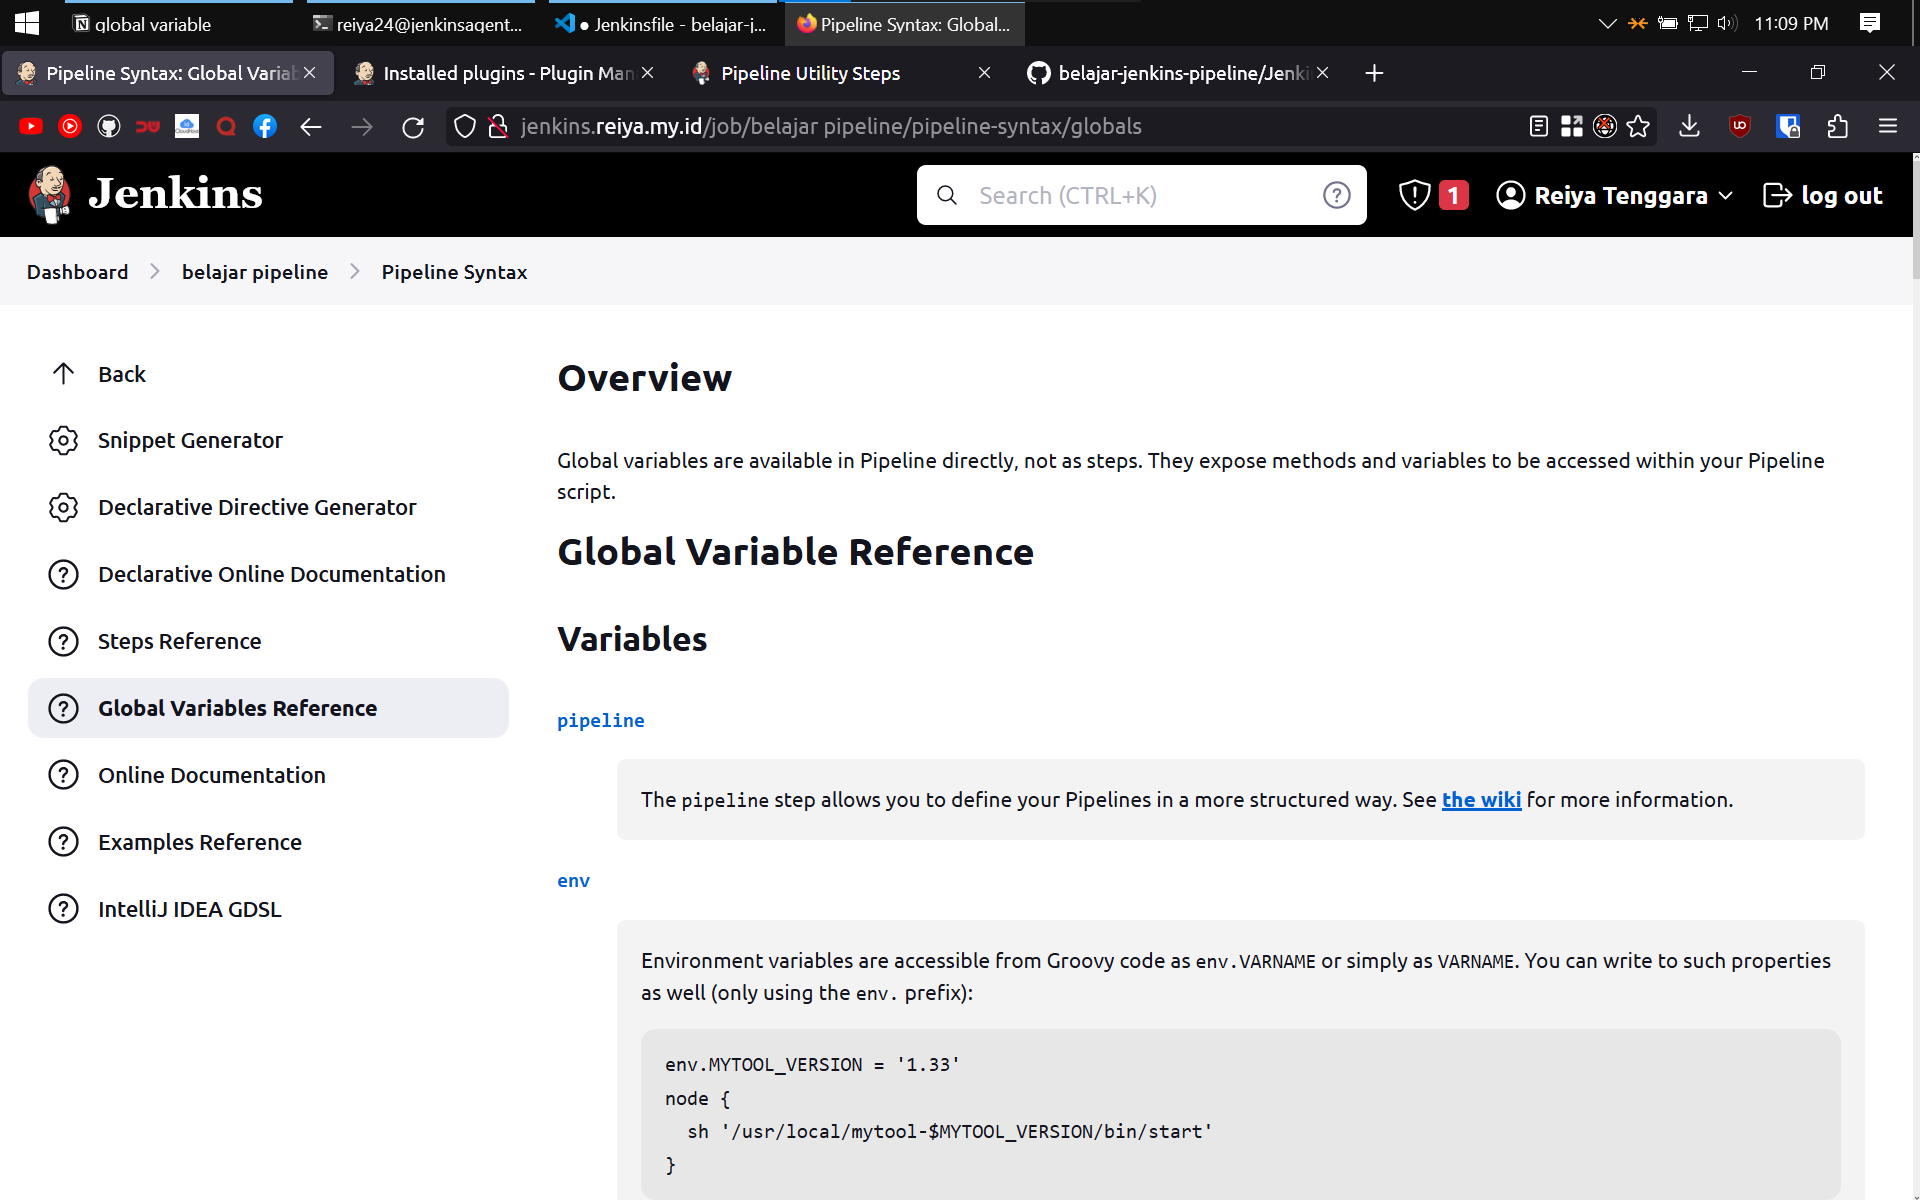 global variable
reiya24@jenkinsagent...
● Jenkinsfile - belajar-j...
Pipeline Syntax: Global...
11:09 PM
Pipeline Syntax: Global Variab
Installed plugins - Plugin Man
Pipeline Utility Steps
belajar-jenkins-pipeline/Jenki
jenkins.reiya.my.id/job/belajar pipeline/pipeline-syntax/globals
Jenkins
Search (CTRL+K)
1
Reiya Tenggara
log out
Dashboard
belajar pipeline
Pipeline Syntax
Back
Snippet Generator
Declarative Directive Generator
Declarative Online Documentation
Steps Reference
Global Variables Reference
Online Documentation
Examples Reference
IntelliJ IDEA GDSL
Overview
Global variables are available in Pipeline directly, not as steps. They expose methods and variables to be accessed within your Pipeline
script.
Global Variable Reference
Variables
pipeline
The pipeline step allows you to define your Pipelines in a more structured way. See the wiki for more information.
env
Environment variables are accessible from Groovy code as env.VARNAME or simply as VARNAME. You can write to such properties
as well (only using the env. prefix):
env.MYTOOL_VERSION = '1.33'
node {
  sh '/usr/local/mytool-$MYTOOL_VERSION/bin/start'
}